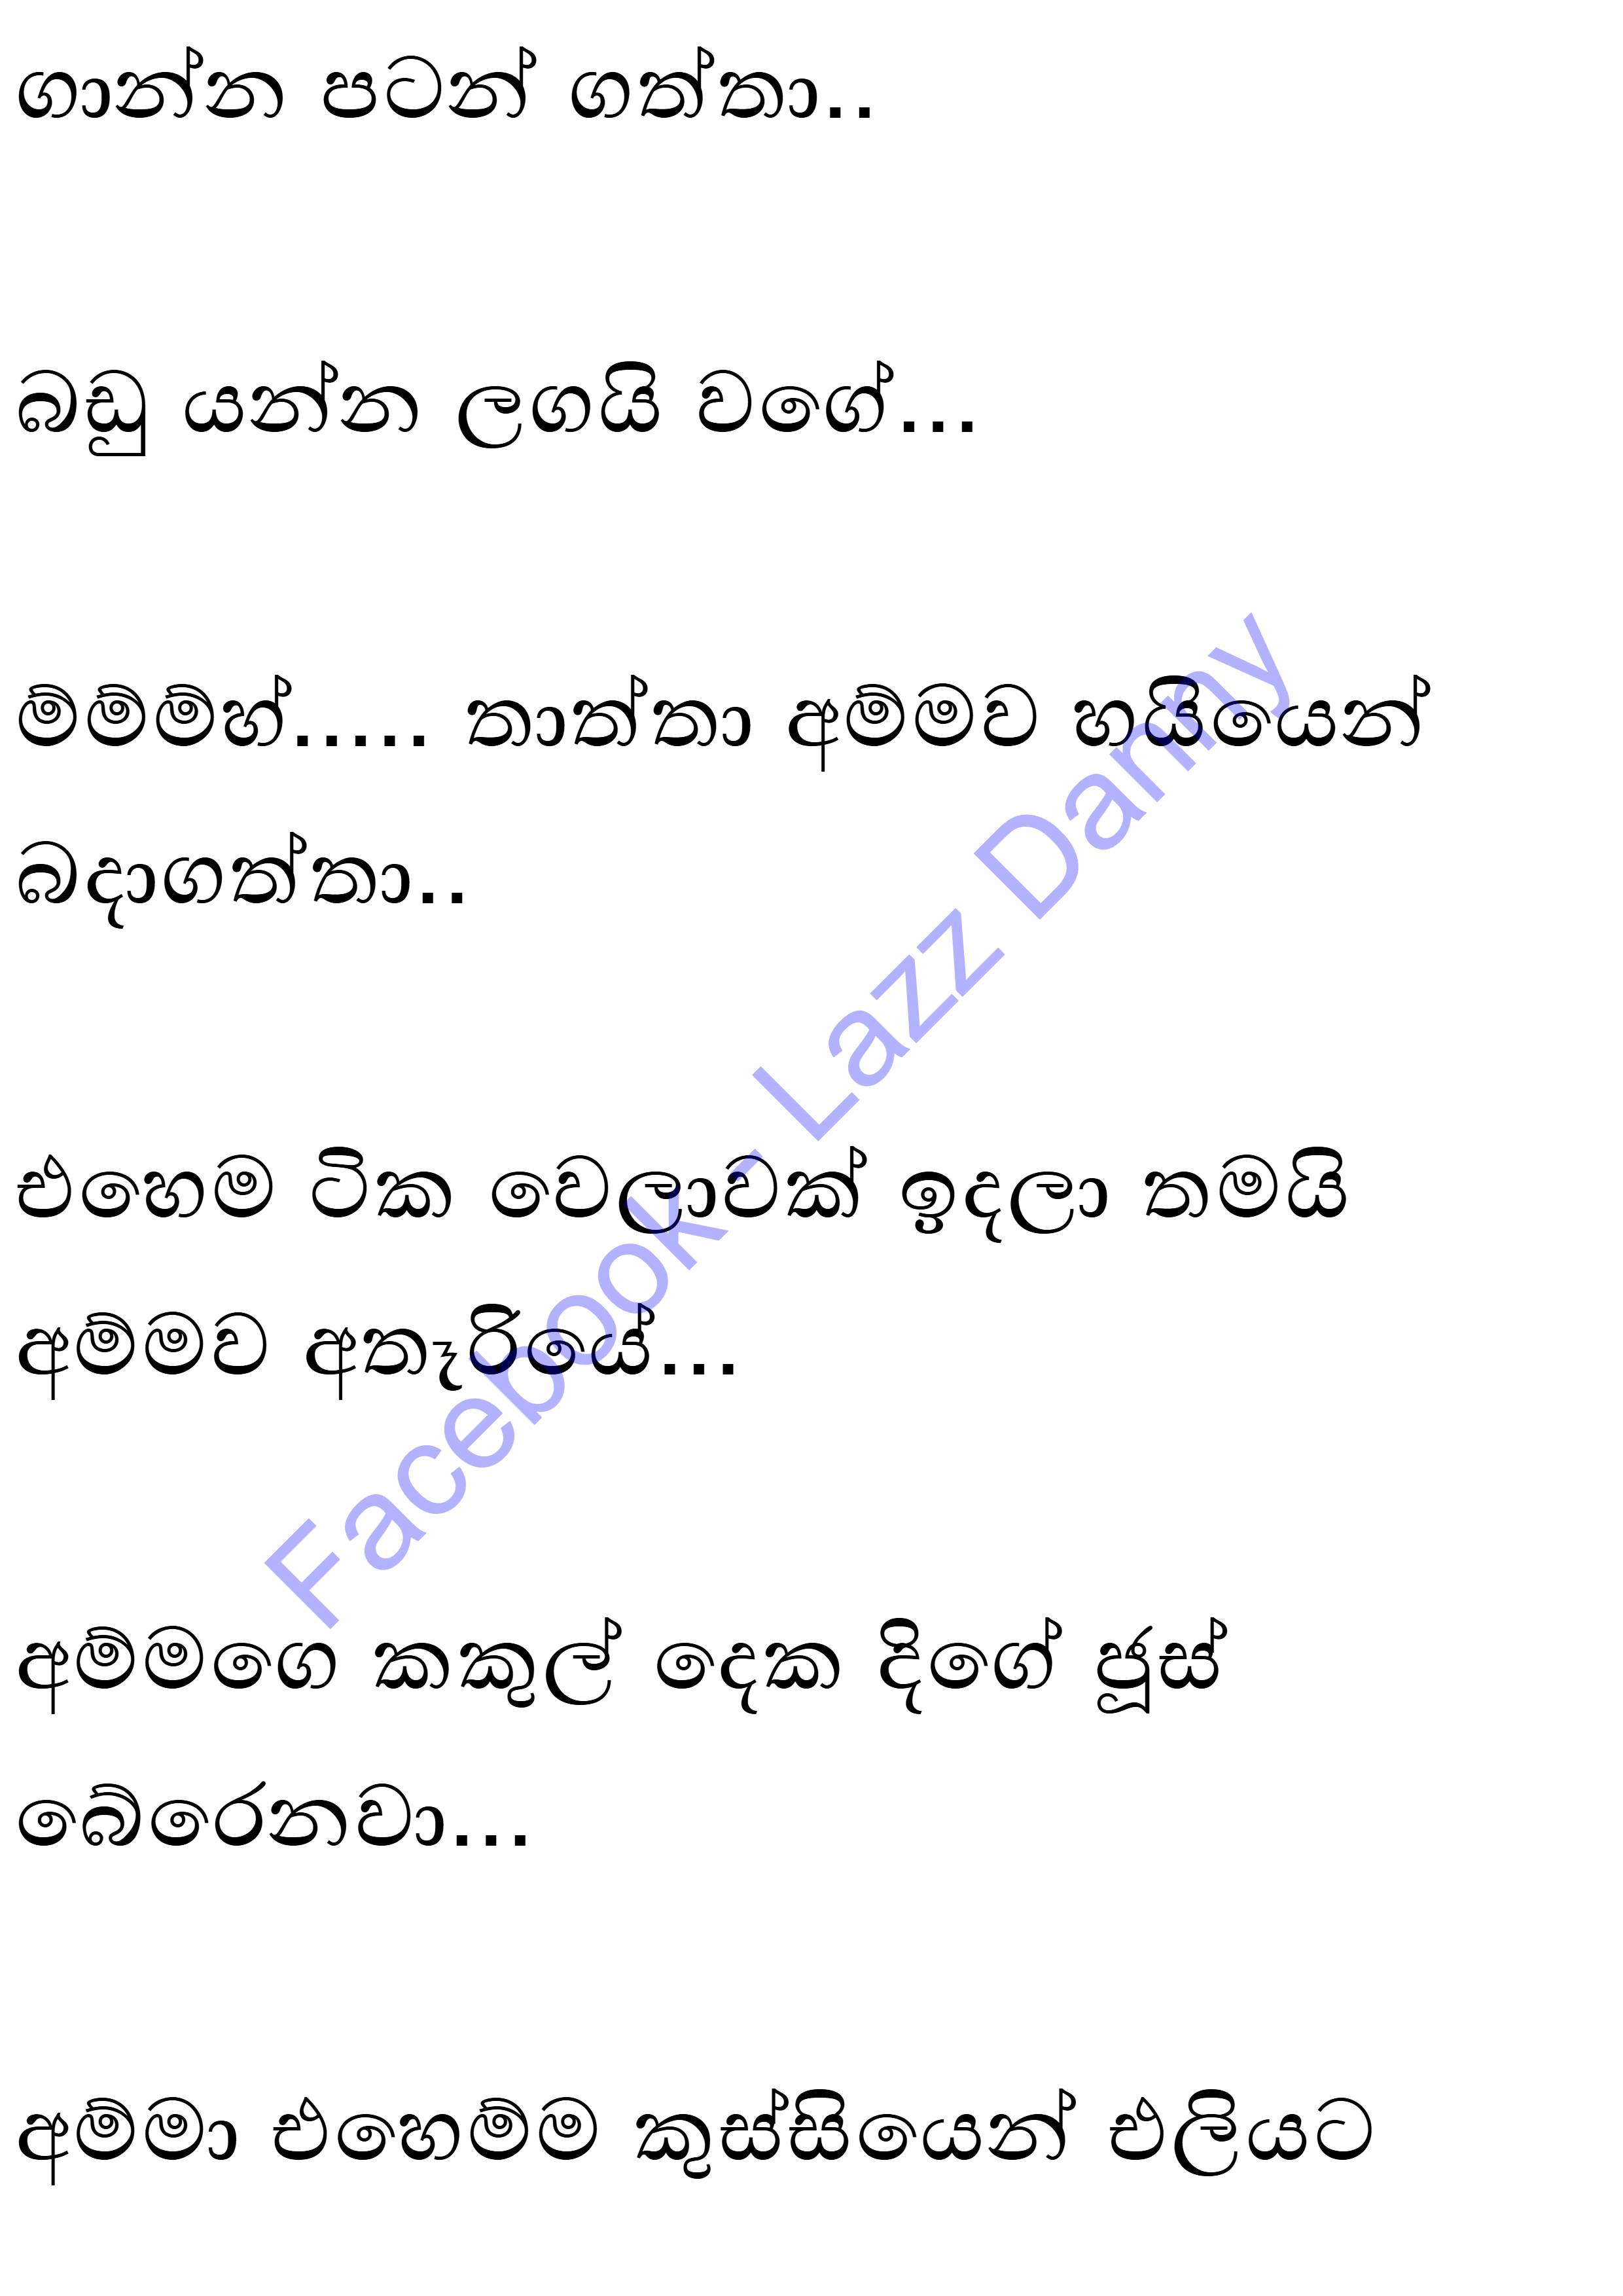 ගාන්න පටන් ගත්තා..
බඩු යන්න ලගයි වගේ...
ම්ම්ම්හ්..... තාත්තා අම්මව හයියෙන්
බදාගත්තා..
එහෙම ටික වෙලාවක් ඉදලා තමයි
අම්මව අතෑරියේ...
අම්මගෙ කකුල් දෙක දිගේ ජූස්
බේරෙනවා...
අම්මා එහෙම්ම කුස්සියෙන් එලියට
Facebook - Lazz Danny